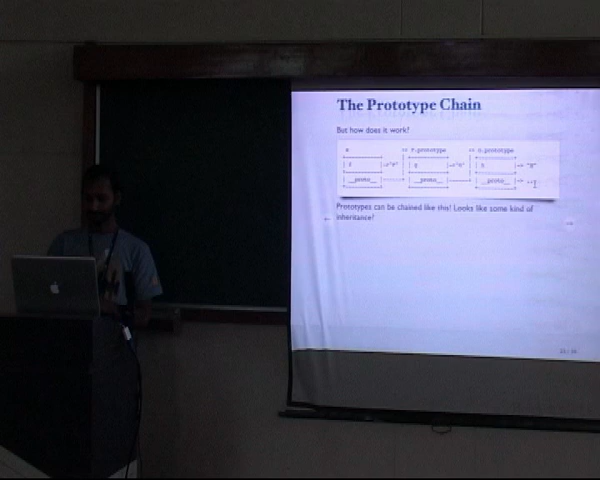 The Prototype Chain
But how does it work?
F.prototype
__proto__ __proto__ __proto__
Prototypes can be chained like this! Looks like some kind of
inheritance?